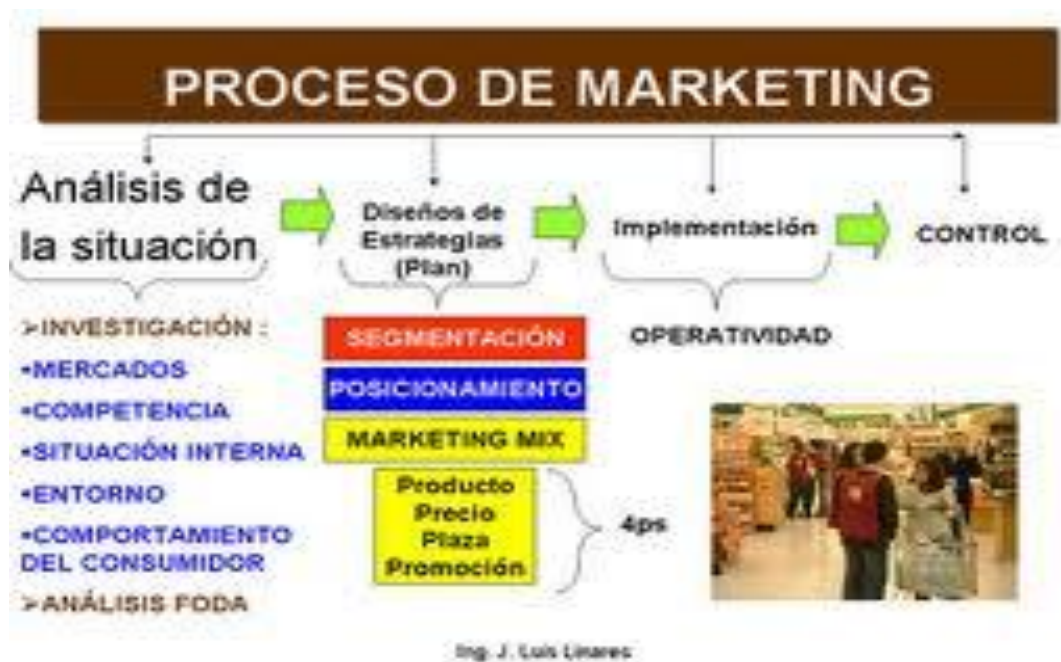 PROCESO DE MARKETING
Análisis de
la situación
Diseños de
Estrategias
(Plan)
Implementación
CONTROL
➢INVESTIGACIÓN :
•MERCADOS
•COMPETENCIA
•SITUACIÓN INTERNA
•ENTORNO
•COMPORTAMIENTO
DEL CONSUMIDOR
➢ANÁLISIS FODA
SEGMENTACIÓN
POSICIONAMIENTO
MARKETING MIX
Producto
Precio
Plaza
Promoción
4ps
OPERATIVIDAD
Ing. J. Luis Linares